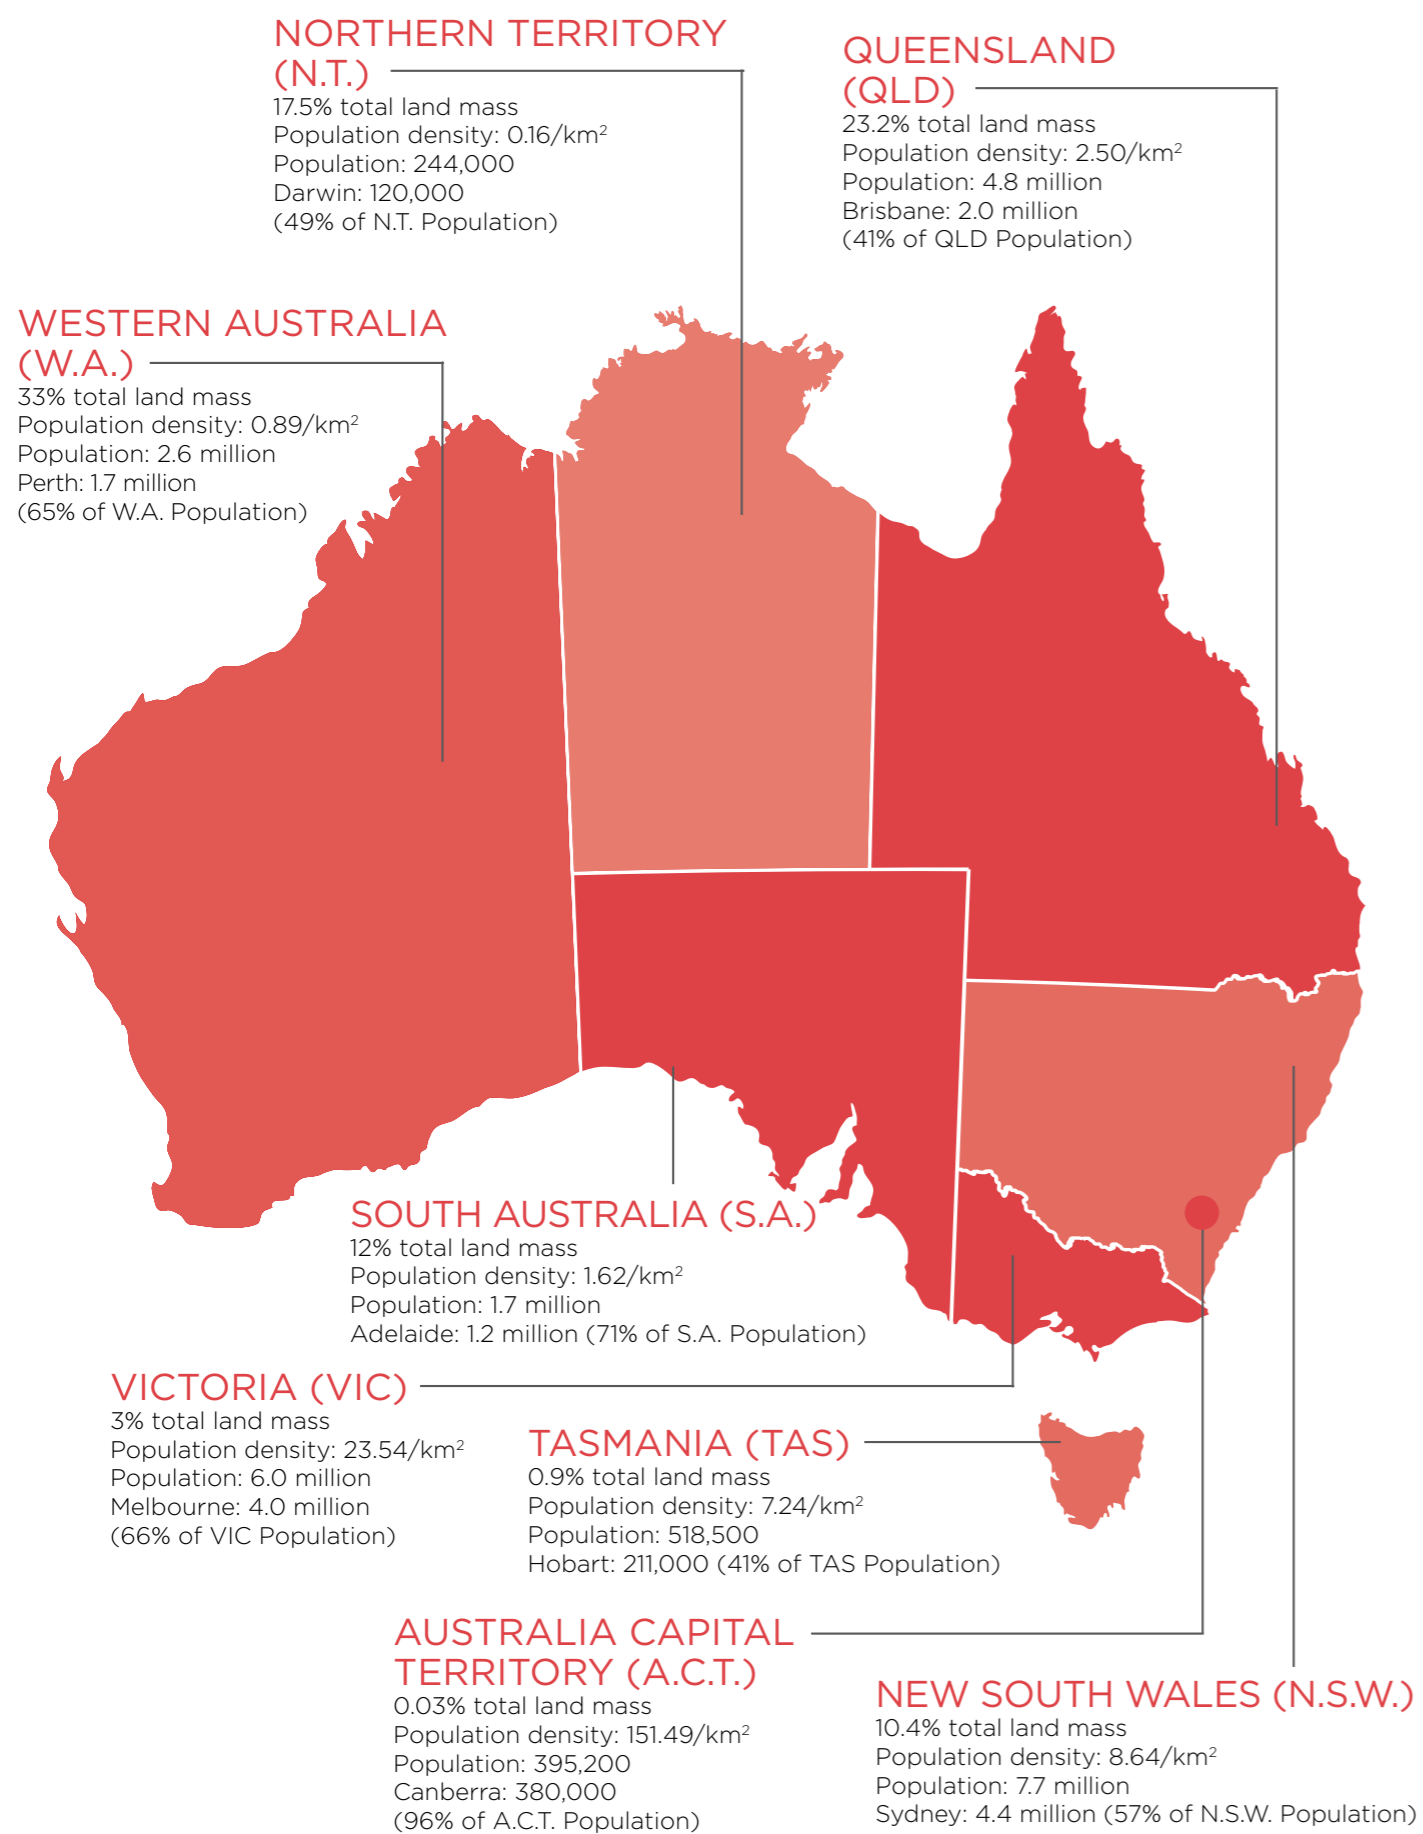 NORTHERN TERRITORY
(N.T.)
17.5% total land mass
Population density: 0.16/km²
Population: 244,000
Darwin: 120,000
(49% of N.T. Population)
QUEENSLAND
(QLD)
23.2% total land mass
Population density: 2.50/km²
Population: 4.8 million
Brisbane: 2.0 million
(41% of QLD Population)
WESTERN AUSTRALIA
(W.A.)
33% total land mass
Population density: 0.89/km²
Population: 2.6 million
Perth: 1.7 million
(65% of W.A. Population)
SOUTH AUSTRALIA (S.A.)
12% total land mass
Population density: 1.62/km²
Population: 1.7 million
Adelaide: 1.2 million (71% of S.A. Population)
VICTORIA (VIC)
3% total land mass
Population density: 23.54/km²
Population: 6.0 million
Melbourne: 4.0 million
(66% of VIC Population)
TASMANIA (TAS)
0.9% total land mass
Population density: 7.24/km²
Population: 518,500
Hobart: 211,000 (41% of TAS Population)
AUSTRALIA CAPITAL
TERRITORY (A.C.T.)
0.03% total land mass
Population density: 151.49/km²
Population: 395,200
Canberra: 380,000
(96% of A.C.T. Population)
NEW SOUTH WALES (N.S.W.)
10.4% total land mass
Population density: 8.64/km²
Population: 7.7 million
Sydney: 4.4 million (57% of N.S.W. Population)